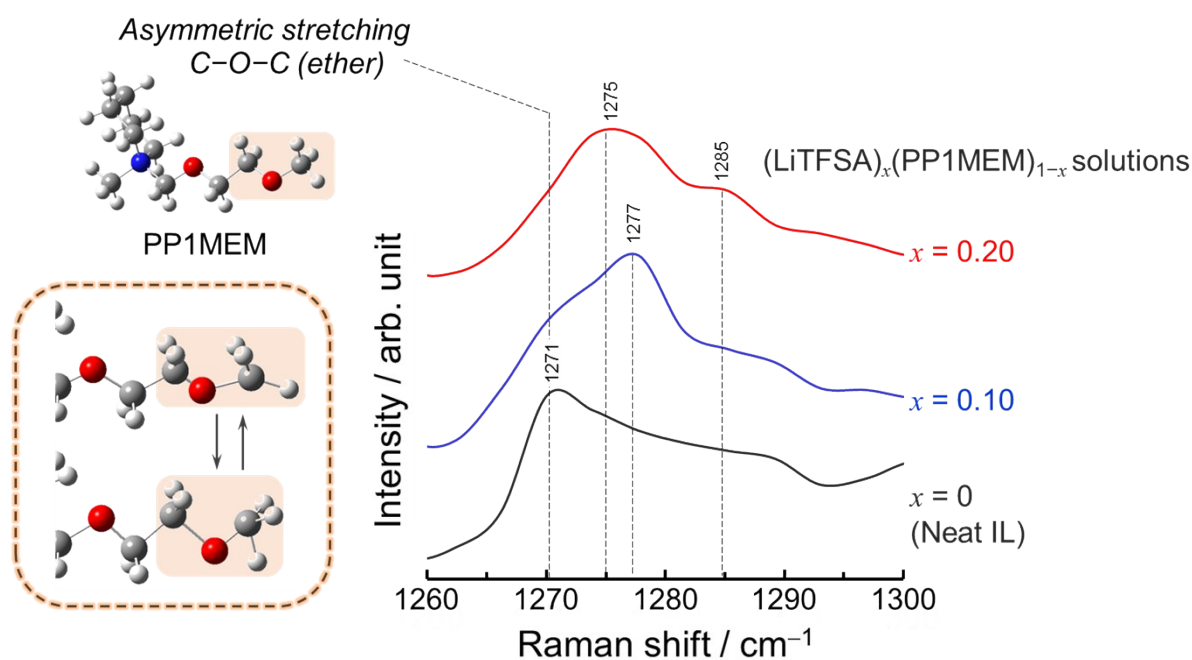 Asymmetric stretching
C−O−C (ether)
PP1MEM
(LiTFSA)x(PP1MEM)1−x solutions
1275
1285
x = 0.20
1277
x = 0.10
1271
x = 0
(Neat IL)
Intensity / arb. unit
1260 1270 1280 1290 1300
Raman shift / cm−1